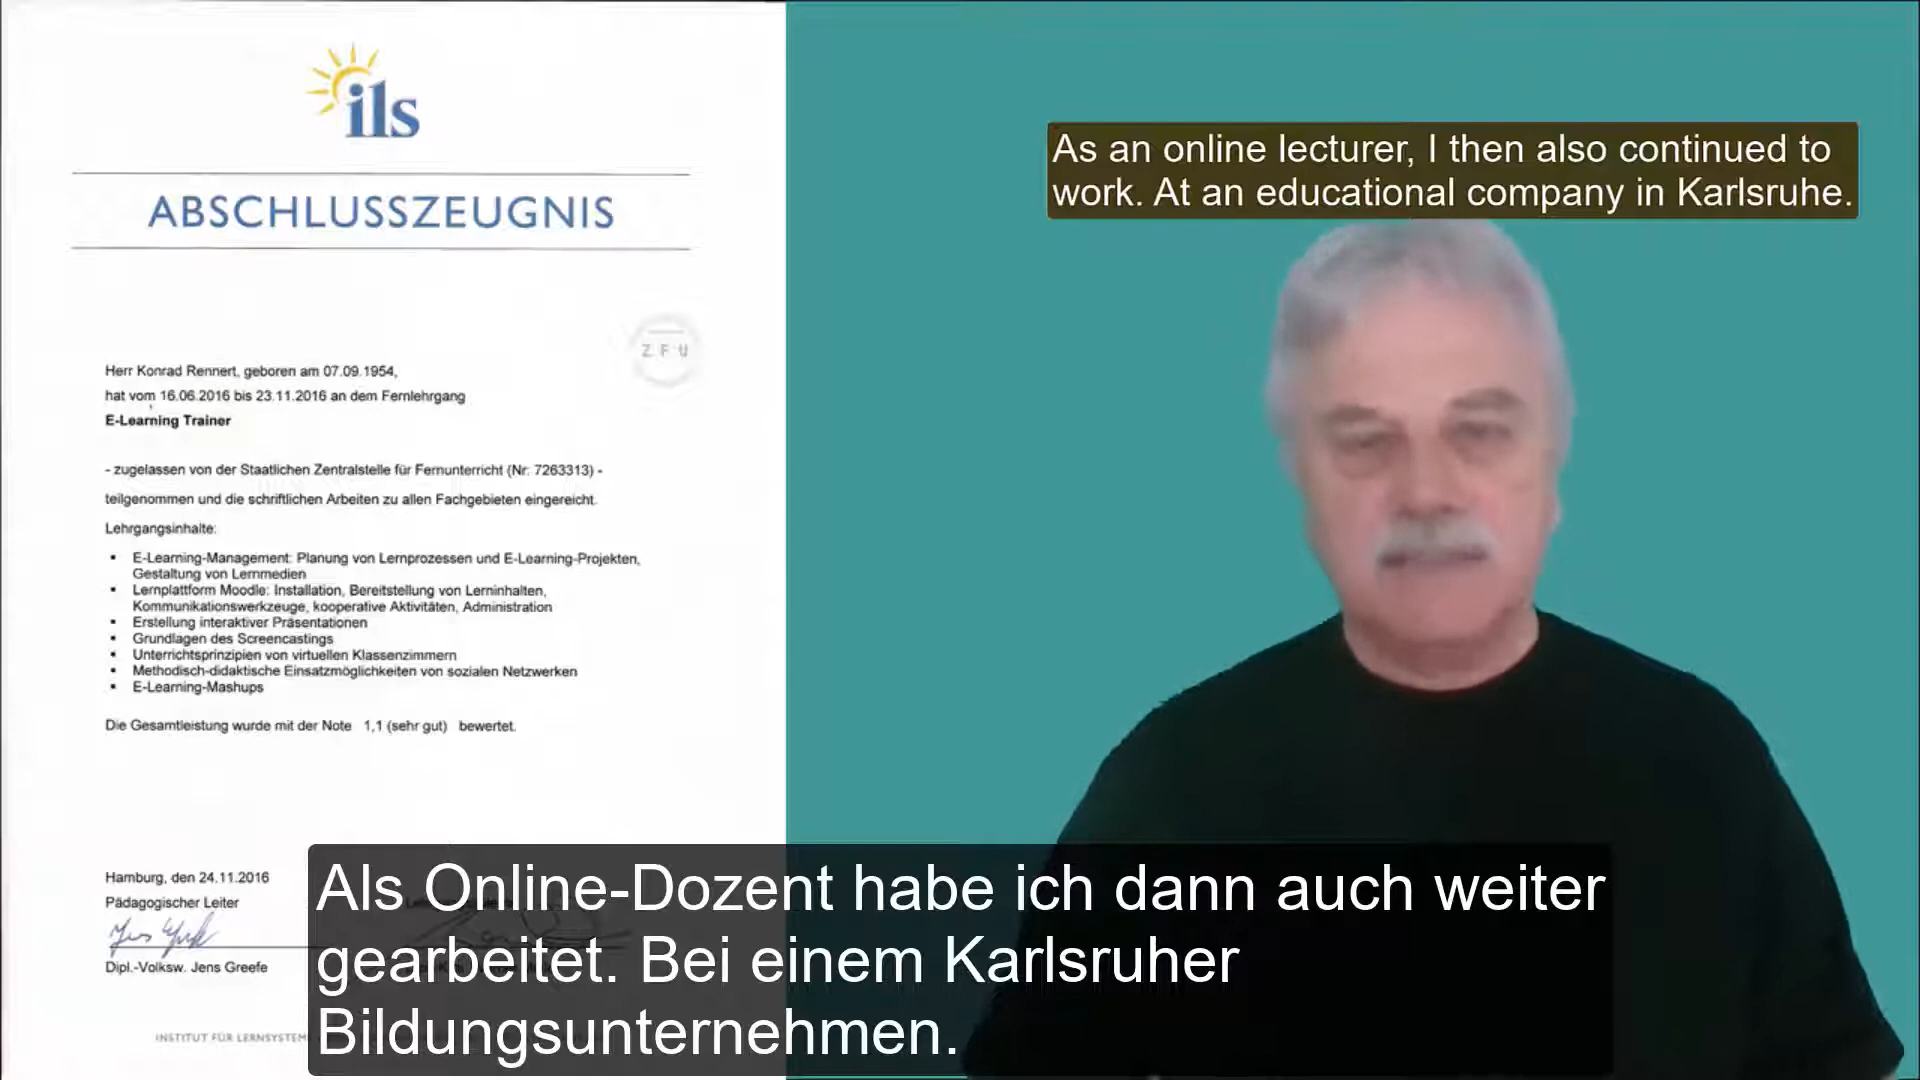 ils
ABSCHLUSSZEUGNIS
Z F U
Herr Konrad Rennert, geboren am 07.09.1954,
hat vom 16.06.2016 bis 23.11.2016 an dem Fernlehrgang
E-Learning Trainer
- zugelassen von der Staatlichen Zentralstelle für Fernunterricht (Nr. 7263313) -
teilgenommen und die schriftlichen Arbeiten zu allen Fachgebieten eingereicht.
Lehrgangsinhalte:
▪ E-Learning-Management: Planung von Lernprozessen und E-Learning-Projekten,
Gestaltung von Lernmedien
▪ Lernplattform Moodle: Installation, Bereitstellung von Lerninhalten,
Kommunikationswerkzeuge, kooperative Aktivitäten, Administration
▪ Erstellung interaktiver Präsentationen
▪ Grundlagen des Screencastings
▪ Unterrichtsprinzipien von virtuellen Klassenzimmern
▪ Methodisch-didaktische Einsatzmöglichkeiten von sozialen Netzwerken
▪ E-Learning-Mashups
Die Gesamtleistung wurde mit der Note 1,1 (sehr gut) bewertet.
Hamburg, den 24.11.2016
Pädagogischer Leiter
Dipl.-Volksw. Jens Greefe
INSTITUT FÜR LERNSYSTEM
As an online lecturer, I then also continued to
work. At an educational company in Karlsruhe.
Als Online-Dozent habe ich dann auch weiter
gearbeitet. Bei einem Karlsruher
Bildungsunternehmen.